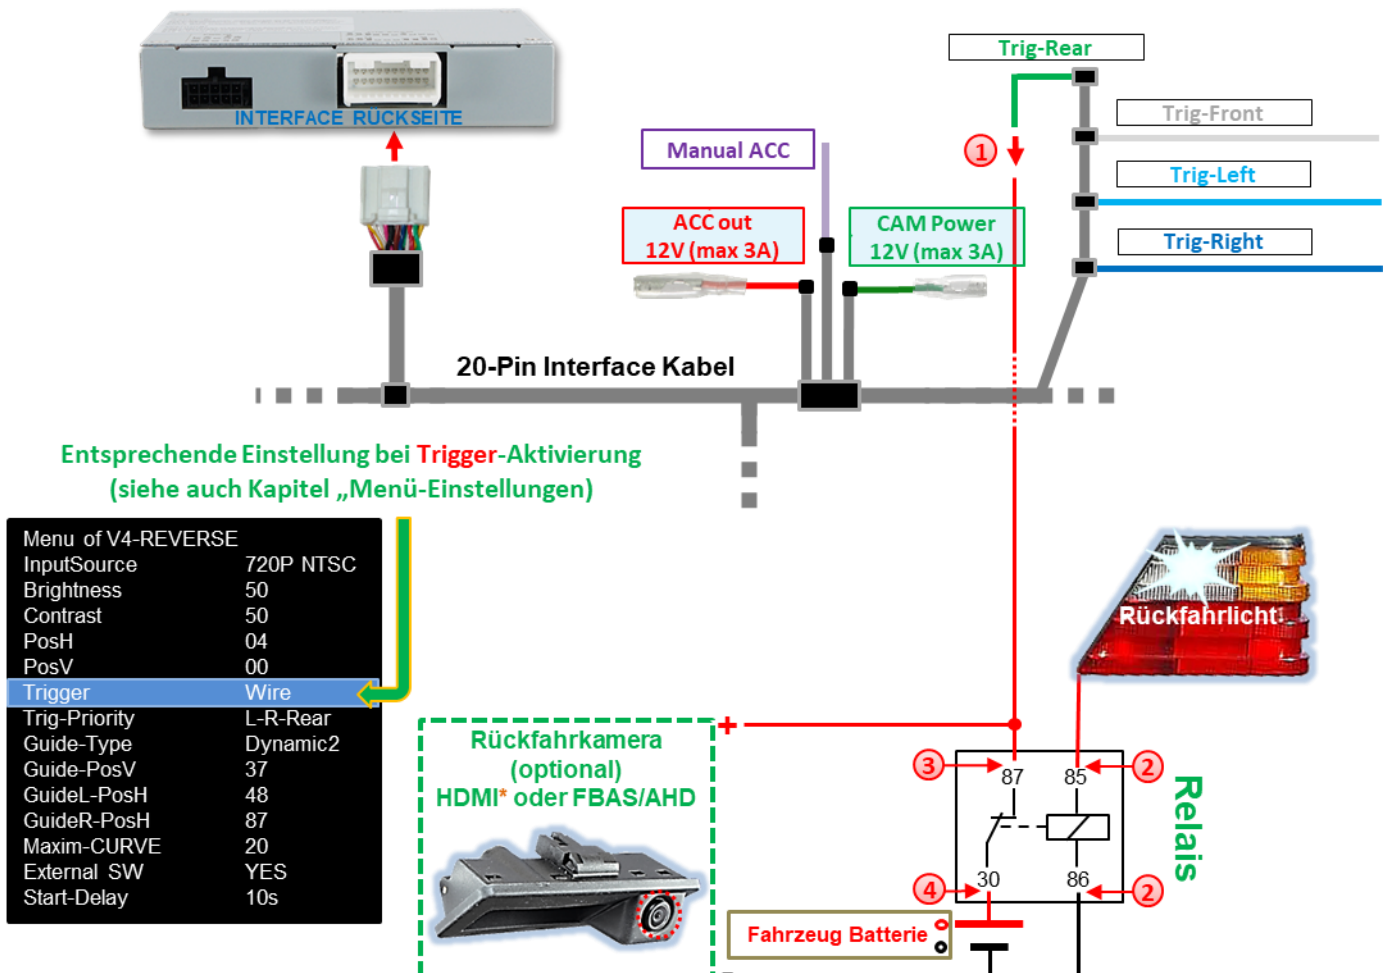 Trig-Rear
INTERFACE RÜCKSEITE
Trig-Front
Manual ACC
1
Trig-Left
ACC out
12V (max 3A)
CAM Power
12V (max 3A)
Trig-Right
20-Pin Interface Kabel
Entsprechende Einstellung bei Trigger-Aktivierung
(siehe auch Kapitel „Menü-Einstellungen)
Menu of V4-REVERSE
InputSource 720P NTSC
Brightness 50
Contrast 50
PosH 04
PosV 00
Trigger Wire
Trig-Priority L-R-Rear
Guide-Type Dynamic2
Guide-PosV 37
GuideL-PosH 48
GuideR-PosH 87
Maxim-CURVE 20
External SW YES
Start-Delay 10s
Rückfahrlicht
+
Rückfahrkamera
(optional)
HDMI* oder FBAS/AHD
3
87
85
2
Relais
4
30
86
2
Fahrzeug Batterie